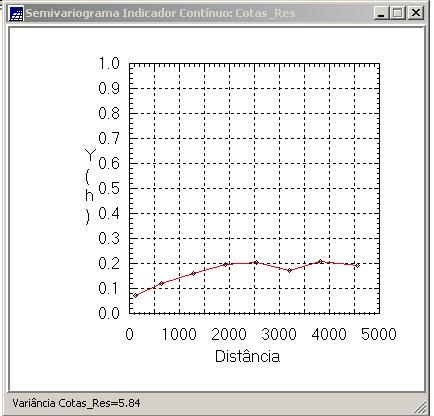 Semivariograma Indicador Contínuo: Cotas_Res
1.0
0.9
0.8
0.7
0.6
0.5
0.4
0.3
0.2
0.1
0.0
Y(h)
0 1000 2000 3000 4000 5000
Distância
Variância Cotas_Res=5.84